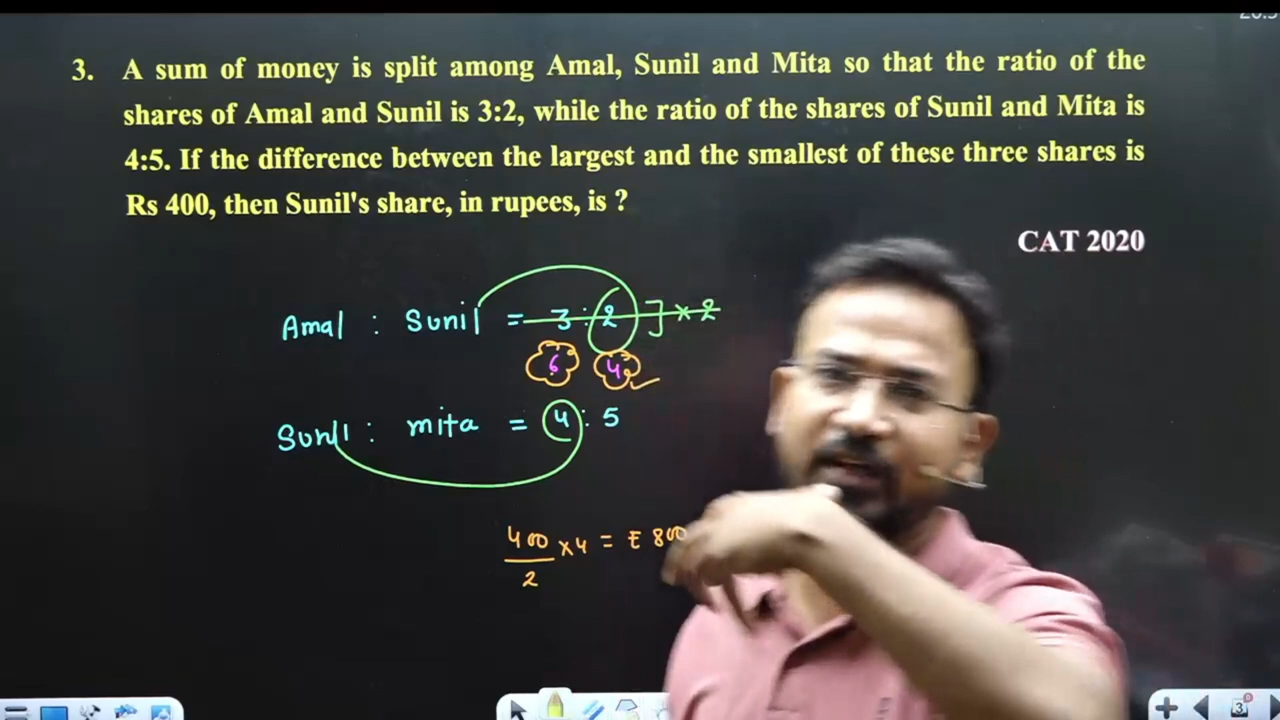 3. A sum of money is split among Amal, Sunil and Mita so that the ratio of the
shares of Amal and Sunil is 3:2, while the ratio of the shares of Sunil and Mita is
4:5. If the difference between the largest and the smallest of these three shares is
Rs 400, then Sunil's share, in rupees, is ?
CAT 2020
Amal : Sunil = 3 : 2 ] × 2
6 4
Sunil : mita = 4 : 5
400/2 × 4 = ₹ 800
3